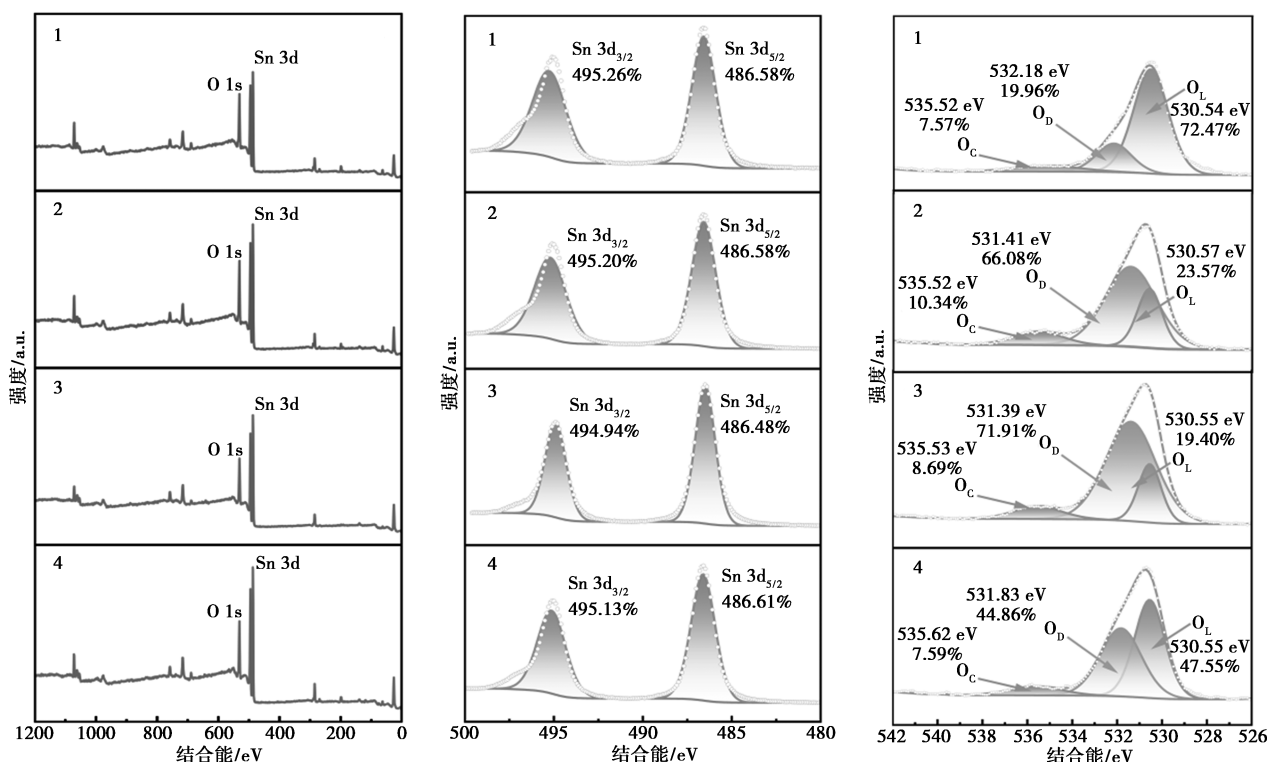 强度/a.u.
1
Sn 3d
O 1s
2
Sn 3d
O 1s
3
Sn 3d
O 1s
4
Sn 3d
O 1s
1200 1000 800 600 400 200 0
结合能/eV
强度/a.u.
1
Sn 3d3/2
495.26%
Sn 3d5/2
486.58%
2
Sn 3d3/2
495.20%
Sn 3d5/2
486.58%
3
Sn 3d3/2
494.94%
Sn 3d5/2
486.48%
4
Sn 3d3/2
495.13%
Sn 3d5/2
486.61%
500 495 490 485 480
结合能/eV
强度/a.u.
1
535.52 eV
7.57%
OC
532.18 eV
19.96%
OD
OL
530.54 eV
72.47%
2
535.52 eV
10.34%
OC
531.41 eV
66.08%
OD
530.57 eV
23.57%
OL
3
535.53 eV
8.69%
OC
531.39 eV
71.91%
OD
530.55 eV
19.40%
OL
4
535.62 eV
7.59%
OC
531.83 eV
44.86%
OD
OL
530.55 eV
47.55%
542 540 538 536 534 532 530 528 526
结合能/eV